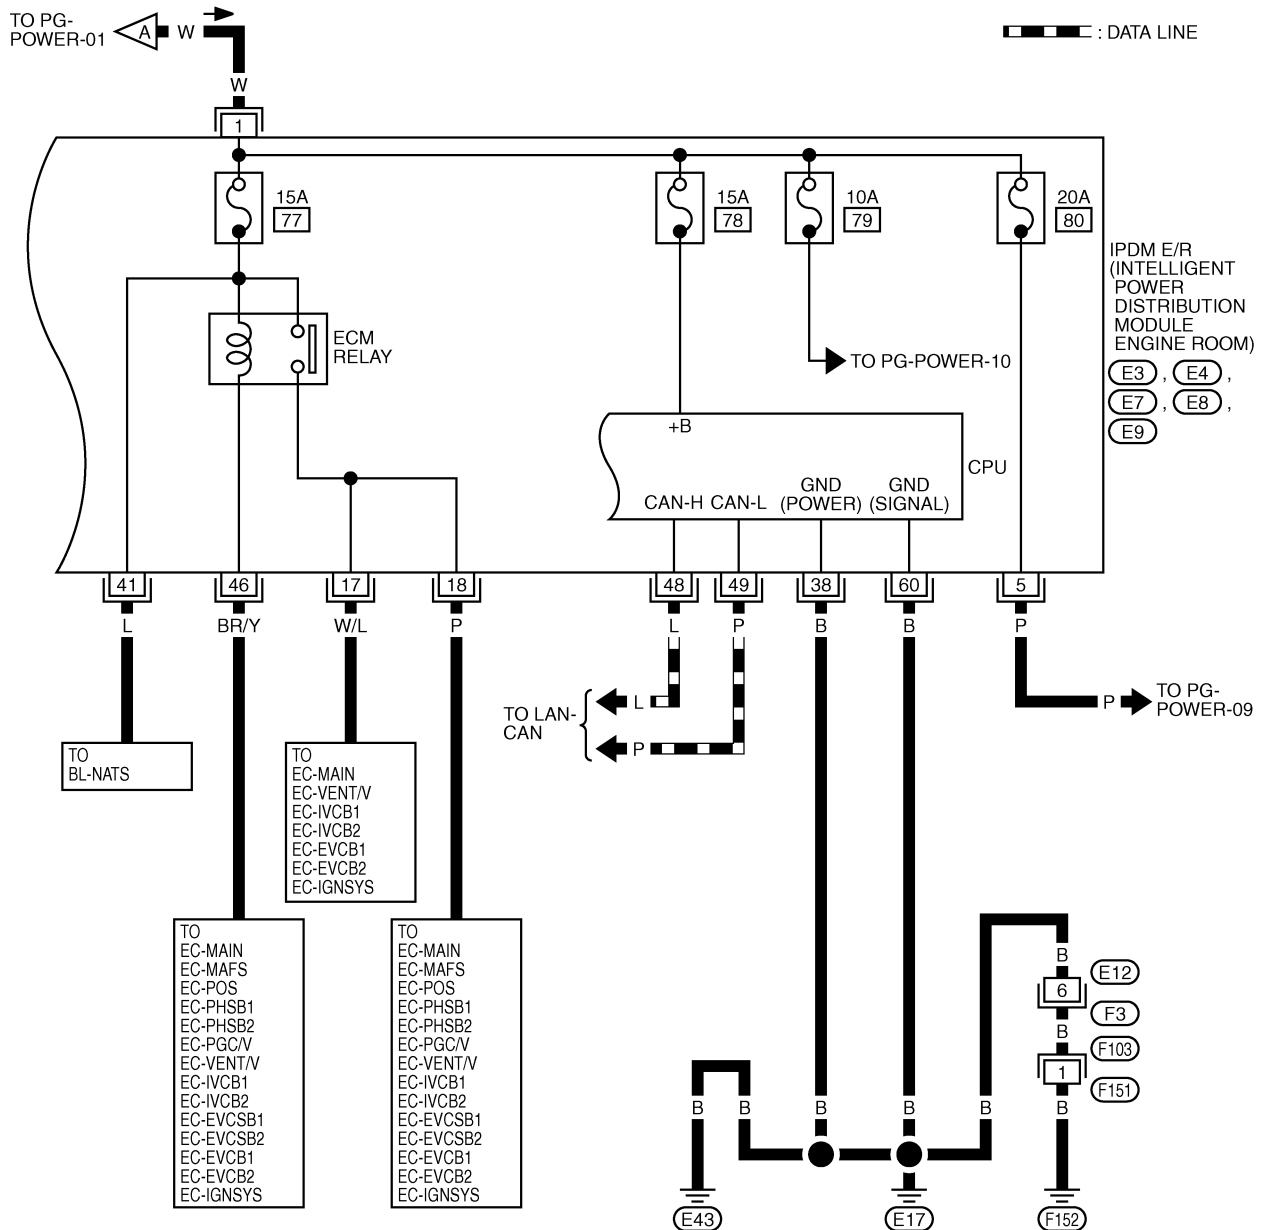 TO PG-
POWER-01
A
W
: DATA LINE
W
1
15A
77
15A
78
10A
79
20A
80
IPDM E/R
(INTELLIGENT
POWER
DISTRIBUTION
MODULE
ENGINE ROOM)
E3 , E4 ,
E7 , E8 ,
E9
ECM
RELAY
TO PG-POWER-10
+B
CPU
CAN-H CAN-L
GND
(POWER)
GND
(SIGNAL)
41 46 17 18 48 49 38 60 5
L BR/Y W/L P L P B B P
TO LAN-
CAN
L
P
P
TO PG-
POWER-09
TO
BL-NATS
TO
EC-MAIN
EC-VENT/V
EC-IVCB1
EC-IVCB2
EC-EVCB1
EC-EVCB2
EC-IGNSYS
TO
EC-MAIN
EC-MAFS
EC-POS
EC-PHSB1
EC-PHSB2
EC-PGC/V
EC-VENT/V
EC-IVCB1
EC-IVCB2
EC-EVCSB1
EC-EVCSB2
EC-EVCB1
EC-EVCB2
EC-IGNSYS
TO
EC-MAIN
EC-MAFS
EC-POS
EC-PHSB1
EC-PHSB2
EC-PGC/V
EC-VENT/V
EC-IVCB1
EC-IVCB2
EC-EVCSB1
EC-EVCSB2
EC-EVCB1
EC-EVCB2
EC-IGNSYS
B
6
E12
F3
B
F103
1
F151
B B B B B B
E43 E17 F152